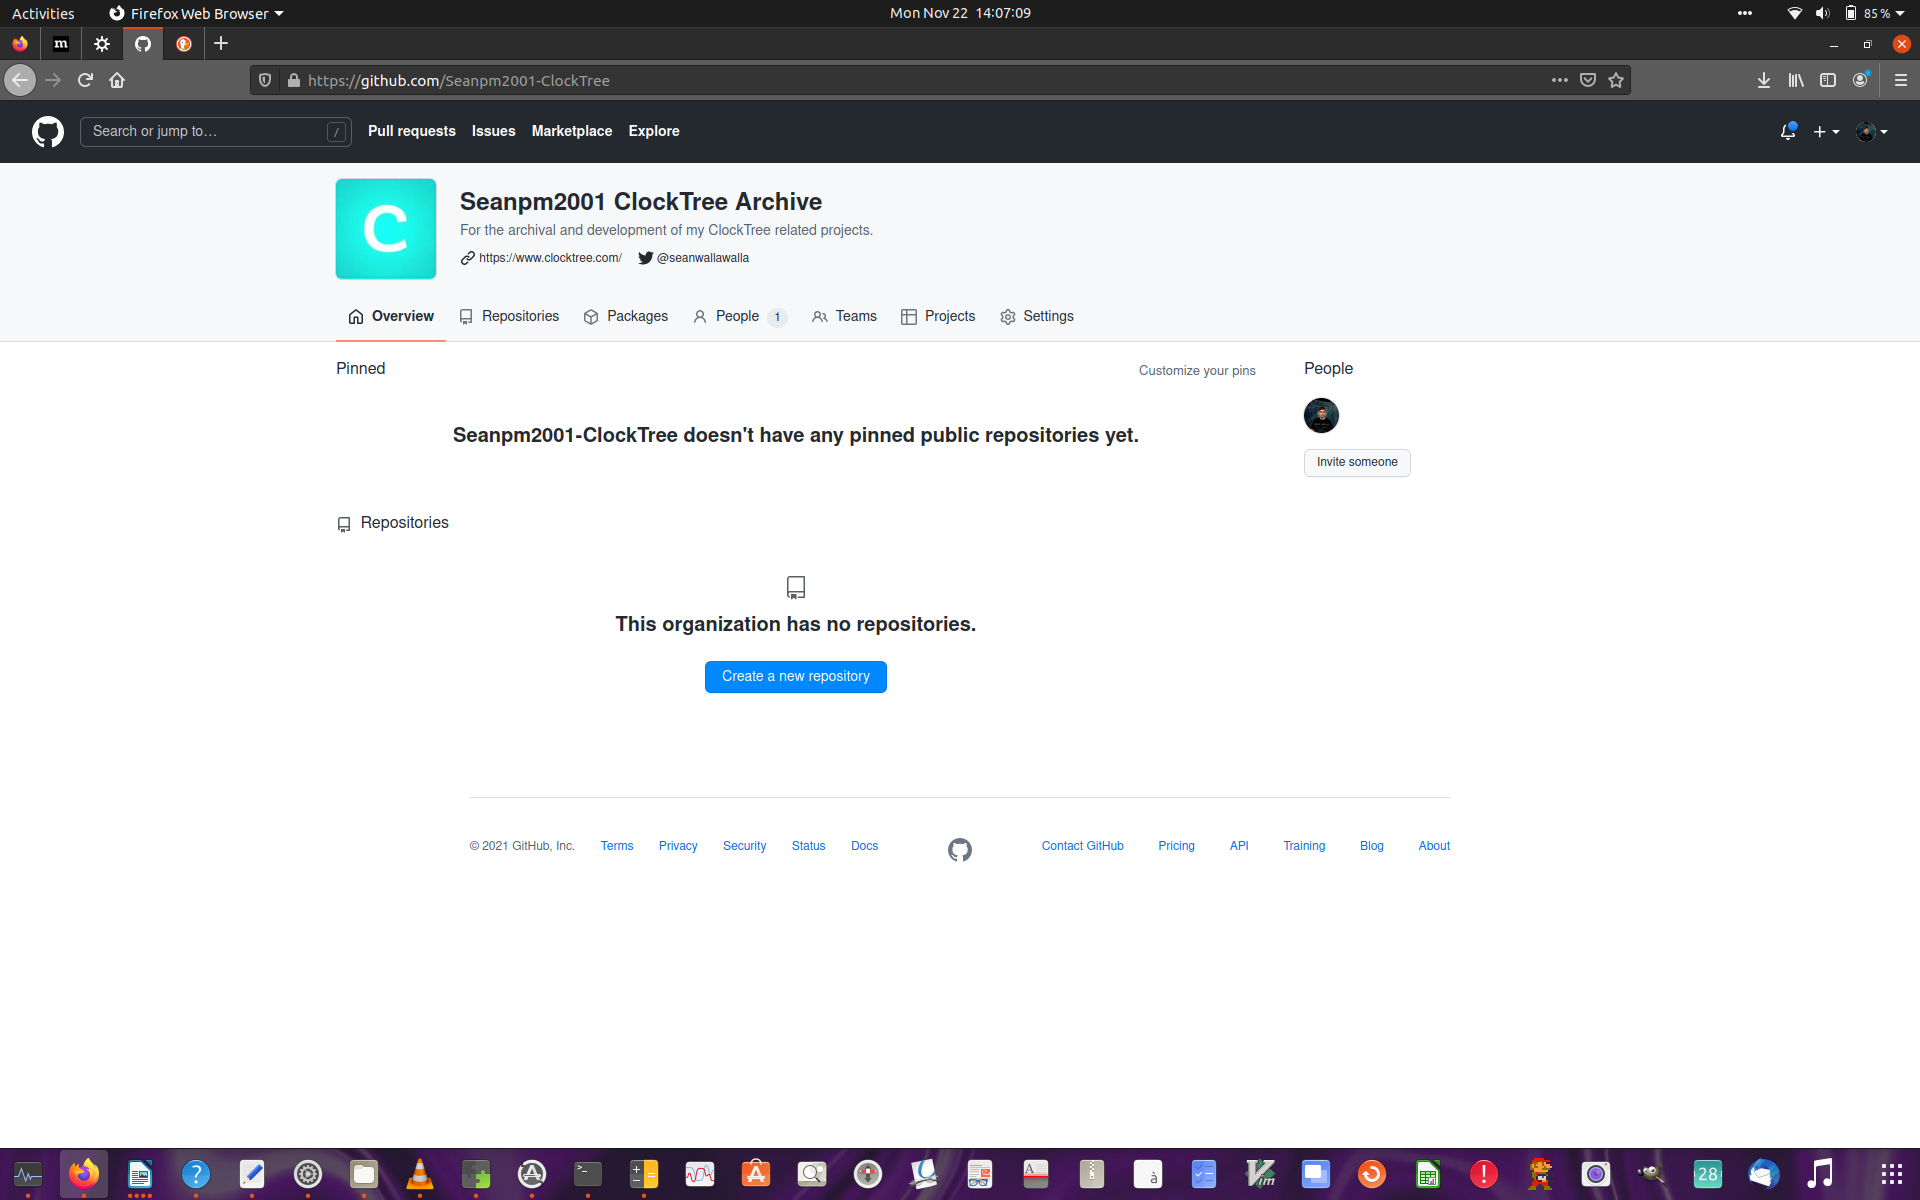 Activities
Firefox Web Browser
Mon Nov 22 14:07:09
85 %
m
https://github.com/Seanpm2001-ClockTree
Search or jump to…
/
Pull requests
Issues
Marketplace
Explore
C
Seanpm2001 ClockTree Archive
For the archival and development of my ClockTree related projects.
https://www.clocktree.com/
@seanwallawalla
Overview
Repositories
Packages
People 1
Teams
Projects
Settings
Pinned
Customize your pins
People
Seanpm2001-ClockTree doesn't have any pinned public repositories yet.
Invite someone
Repositories
This organization has no repositories.
Create a new repository
© 2021 GitHub, Inc.
Terms
Privacy
Security
Status
Docs
Contact GitHub
Pricing
API
Training
Blog
About
?
>_
A
à
Vim
!
28